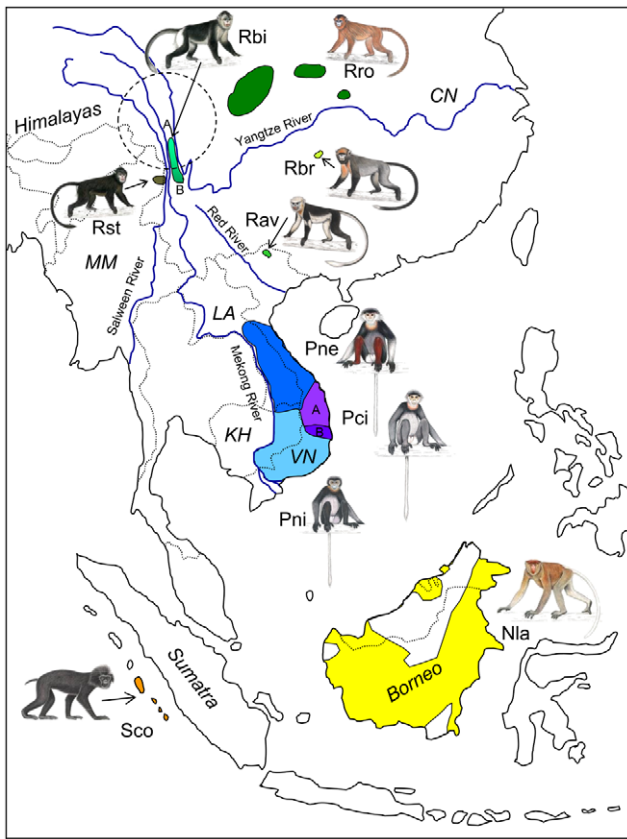 Rbi
Rro
CN
Himalayas
A
Yangtze River
Rbr
B
Rst
Rav
Red River
MM
Salween River
LA
Pne
Mekong River
A
Pci
B
KH
VN
Pni
Nla
Borneo
Sumatra
Sco